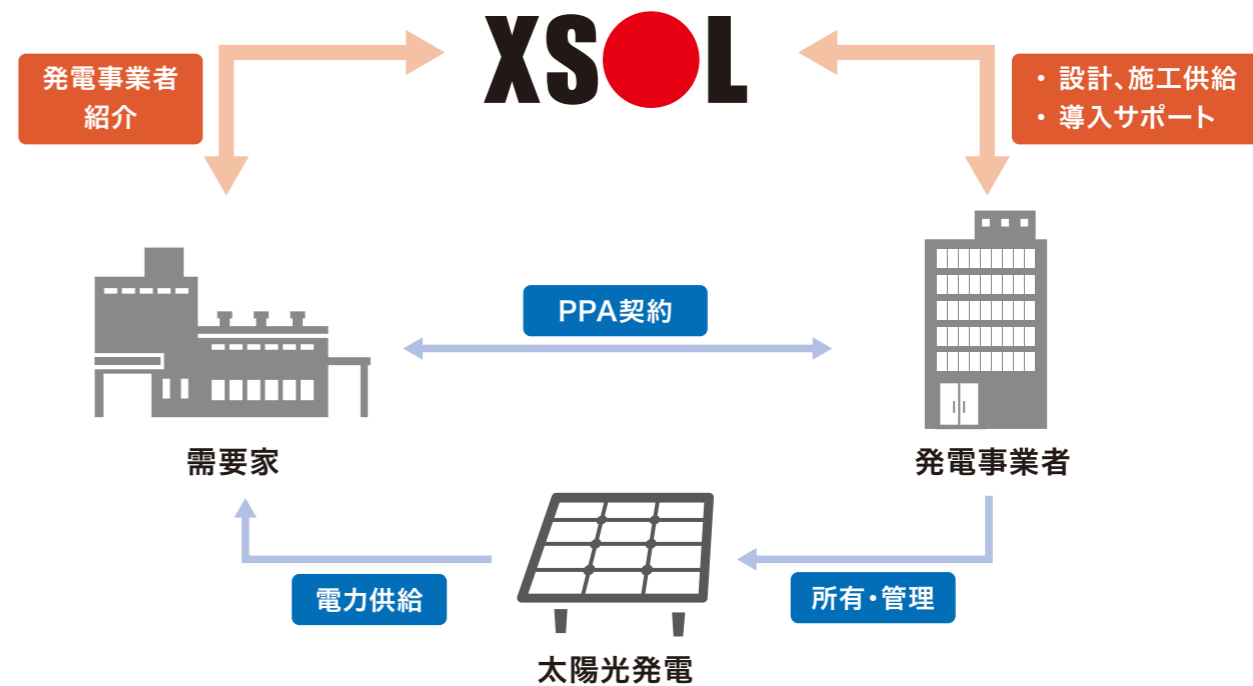 XSOL
発電事業者
紹介
・ 設計、施工供給
・ 導入サポート
PPA契約
需要家
発電事業者
電力供給
所有・管理
太陽光発電